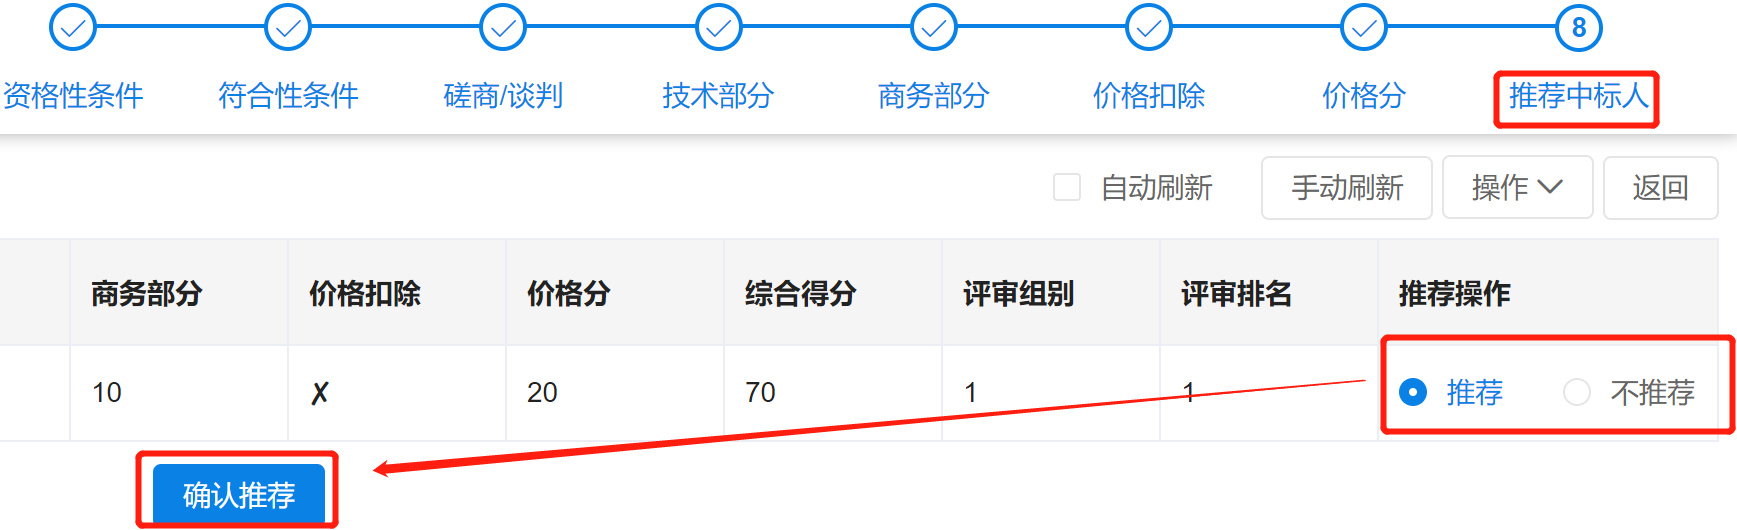 8
资格性条件 符合性条件 磋商/谈判 技术部分 商务部分 价格扣除 价格分 推荐中标人
自动刷新 手动刷新 操作 返回
商务部分 价格扣除 价格分 综合得分 评审组别 评审排名 推荐操作
10 ✗ 20 70 1 1 推荐 不推荐
确认推荐